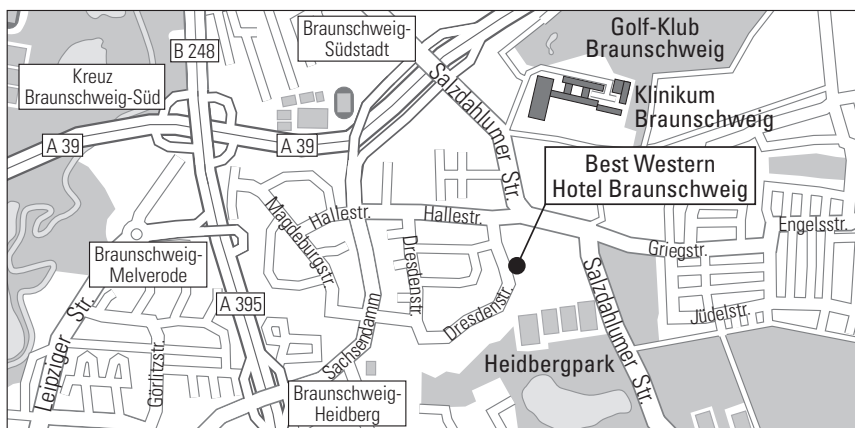 B 248
Braunschweig-
Südstadt
Golf-Klub
Braunschweig
Kreuz
Braunschweig-Süd
Salzdahlumer Str.
Klinikum
Braunschweig
A 39
A 39
Best Western
Hotel Braunschweig
Magdeburgstr.
Hallestr.
Hallestr.
Dresdenstr.
Griegstr.
Engelsstr.
Braunschweig-
Melverode
A 395
Leipziger Str.
Görlitzstr.
Sachsendamm
Dresdenstr.
Salzdahlumer Str.
Jüdelstr.
Heidbergpark
Braunschweig-
Heidberg